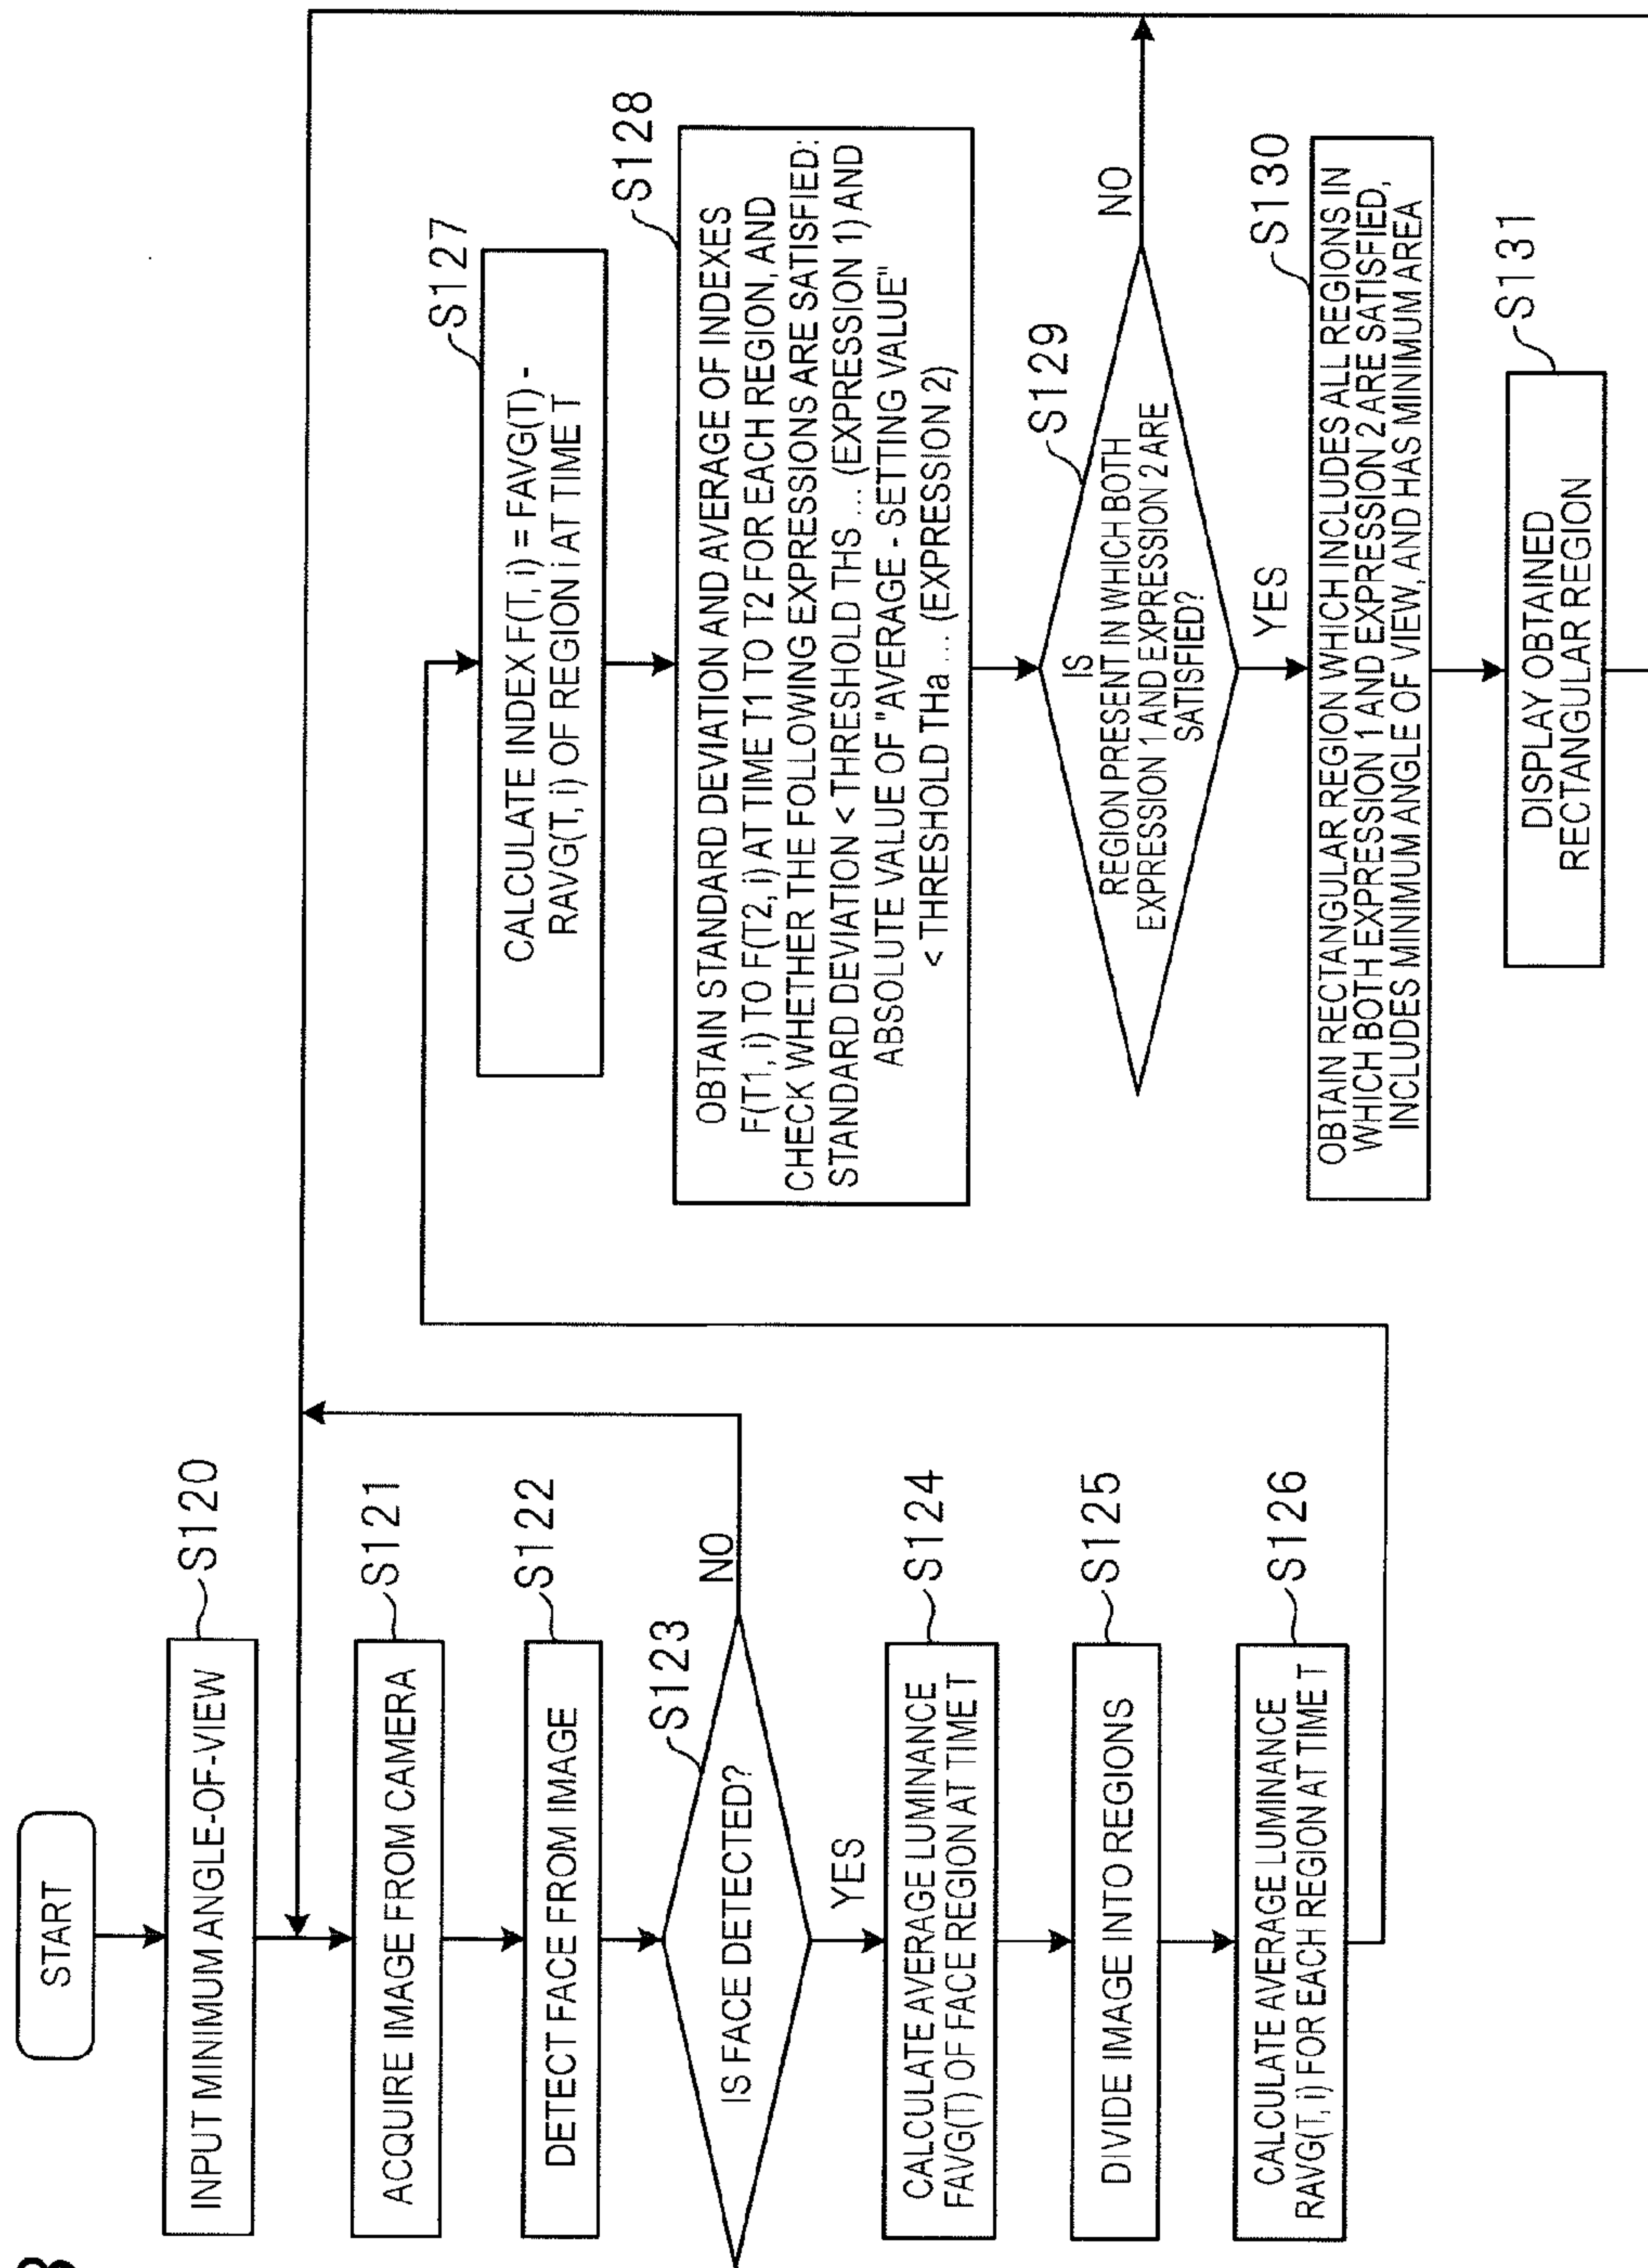 START
INPUT MINIMUM ANGLE-OF-VIEW
S120
ACQUIRE IMAGE FROM CAMERA
S121
DETECT FACE FROM IMAGE
S122
IS FACE DETECTED?
S123
NO
YES
CALCULATE AVERAGE LUMINANCE
FAVG(T) OF FACE REGION AT TIME T
S124
DIVIDE IMAGE INTO REGIONS
S125
CALCULATE AVERAGE LUMINANCE
RAVG(T, i) FOR EACH REGION AT TIME T
S126
CALCULATE INDEX F(T, i) = FAVG(T) -
RAVG(T, i) OF REGION i AT TIME T
S127
OBTAIN STANDARD DEVIATION AND AVERAGE OF INDEXES
F(T1, i) TO F(T2, i) AT TIME T1 TO T2 FOR EACH REGION, AND
CHECK WHETHER THE FOLLOWING EXPRESSIONS ARE SATISFIED:
STANDARD DEVIATION < THRESHOLD THS ... (EXPRESSION 1) AND
ABSOLUTE VALUE OF "AVERAGE - SETTING VALUE"
< THRESHOLD THa ... (EXPRESSION 2)
S128
IS
REGION PRESENT IN WHICH BOTH
EXPRESSION 1 AND EXPRESSION 2 ARE
SATISFIED?
S129
NO
YES
OBTAIN RECTANGULAR REGION WHICH INCLUDES ALL REGIONS IN
WHICH BOTH EXPRESSION 1 AND EXPRESSION 2 ARE SATISFIED,
INCLUDES MINIMUM ANGLE OF VIEW, AND HAS MINIMUM AREA
S130
DISPLAY OBTAINED
RECTANGULAR REGION
S131